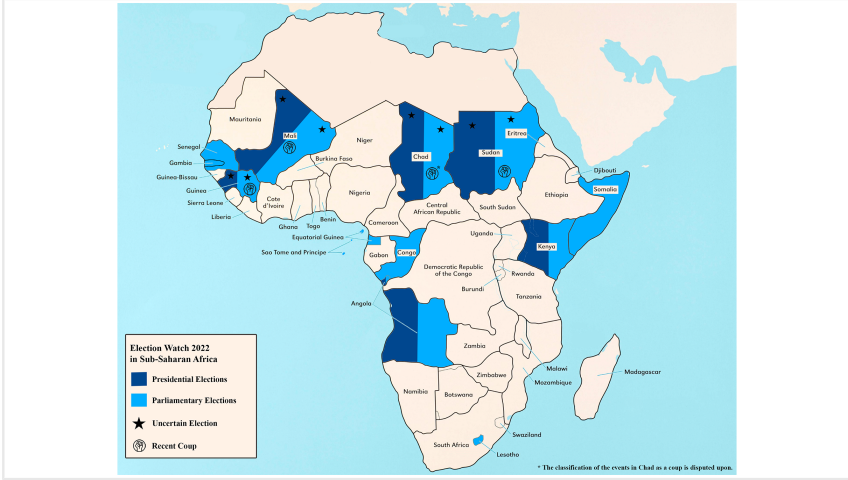 Mauritania
Mali
Niger
Chad
Sudan
Eritrea
Senegal
Gambia
Guinea-Bissau
Guinea
Sierra Leone
Liberia
Burkina Faso
Cote
d'Ivoire
Ghana
Togo
Benin
Nigeria
Cameroon
Central
African Republic
South Sudan
Ethiopia
Djibouti
Somalia
Equatorial Guinea
Sao Tome and Principe
Gabon
Congo
Democratic Republic
of the Congo
Uganda
Kenya
Rwanda
Burundi
Tanzania
Angola
Zambia
Malawi
Mozambique
Madagascar
Zimbabwe
Namibia
Botswana
Swaziland
South Africa
Lesotho
Election Watch 2022
in Sub-Saharan Africa
Presidential Elections
Parliamentary Elections
Uncertain Election
Recent Coup
*
* The classification of the events in Chad as a coup is disputed upon.